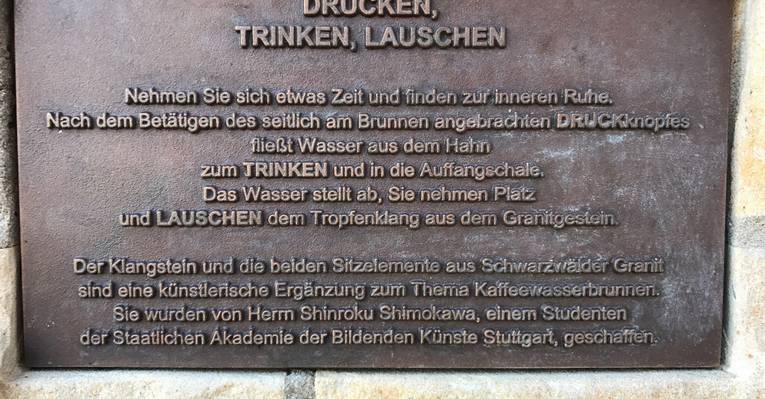 DRÜCKEN,
TRINKEN, LAUSCHEN
Nehmen Sie sich etwas Zeit und finden zur inneren Ruhe.
Nach dem Betätigen des seitlich am Brunnen angebrachten DRUCKknopfes
fließt Wasser aus dem Hahn
zum TRINKEN und in die Auffangschale.
Das Wasser stellt ab, Sie nehmen Platz
und LAUSCHEN dem Tropfenklang aus dem Granitgestein.
Der Klangstein und die beiden Sitzelemente aus Schwarzwälder Granit
sind eine künstlerische Ergänzung zum Thema Kaffeewasserbrunnen.
Sie wurden von Herrn Shinroku Shimokawa, einem Studenten
der Staatlichen Akademie der Bildenden Künste Stuttgart, geschaffen.